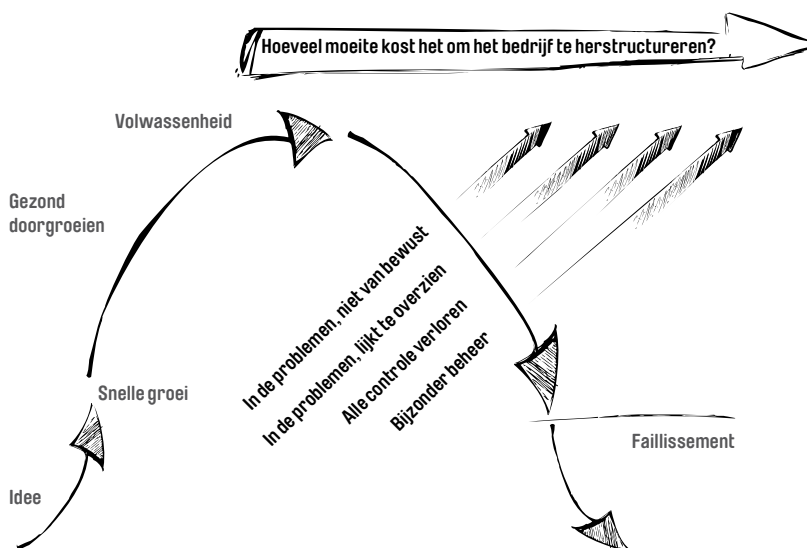 Hoeveel moeite kost het om het bedrijf te herstructureren?
Volwassenheid
Gezond
doorgroeien
In de problemen, niet van bewust
In de problemen, lijkt te overzien
Alle controle verloren
Bijzonder beheer
Snelle groei
Faillissement
Idee